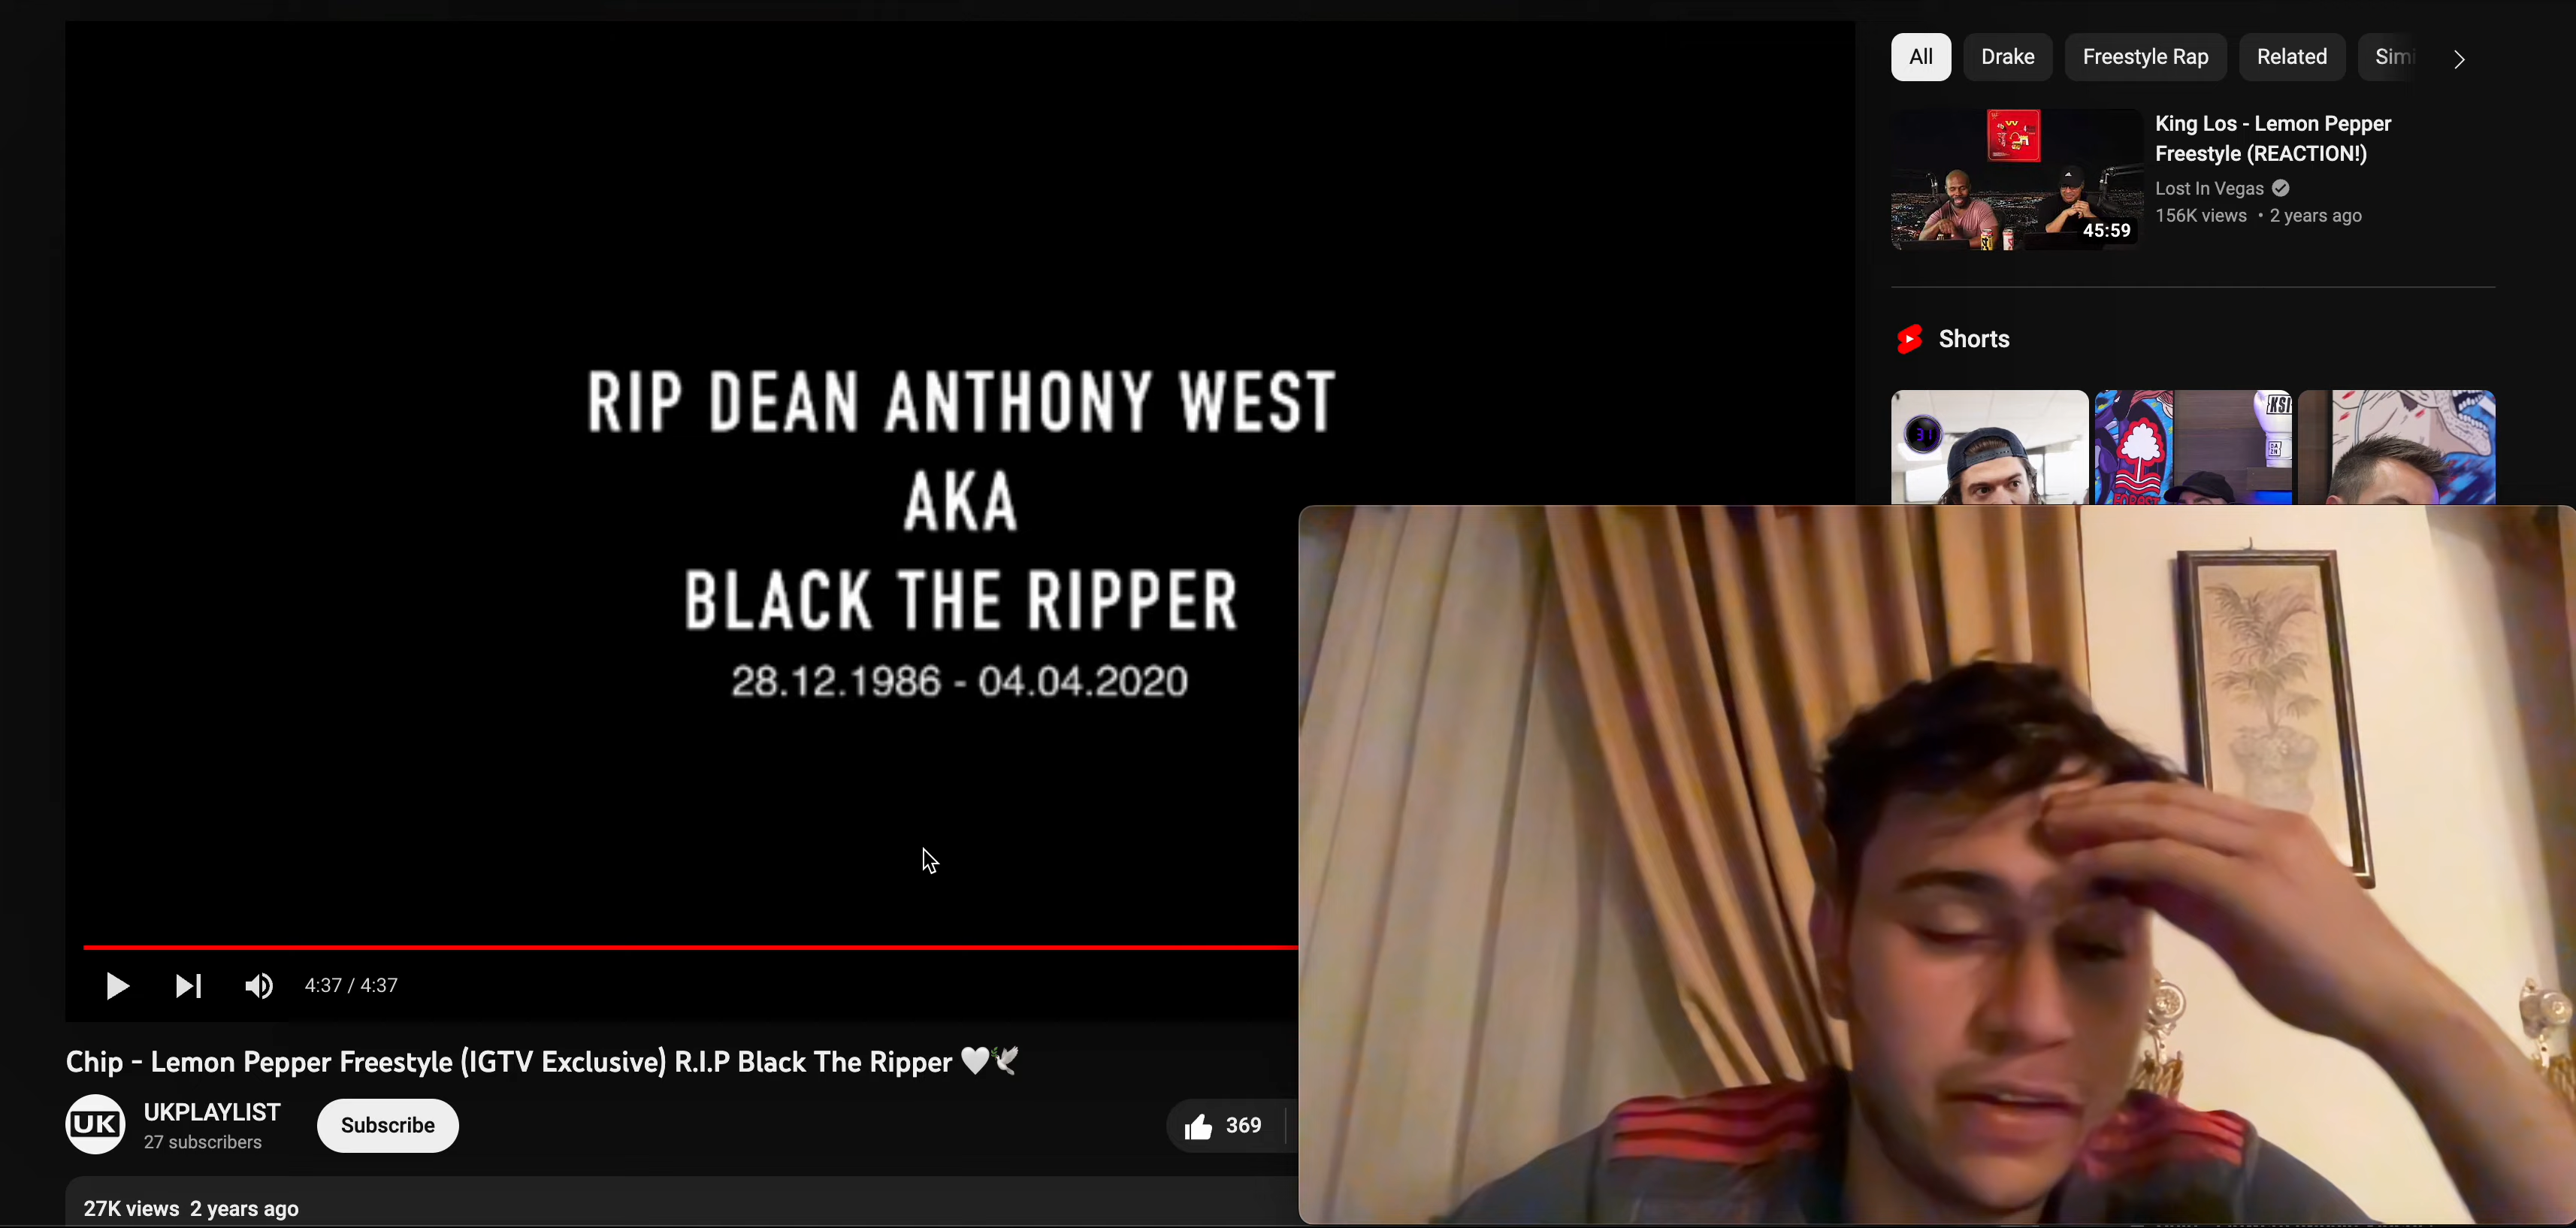 RIP DEAN ANTHONY WEST
AKA
BLACK THE RIPPER
28.12.1986 - 04.04.2020
4:37 / 4:37
Chip - Lemon Pepper Freestyle (IGTV Exclusive) R.I.P Black The Ripper 🤍🕊️
UK
UKPLAYLIST
27 subscribers
Subscribe
369
27K views 2 years ago
All
Drake
Freestyle Rap
Related
Simi
King Los - Lemon Pepper
Freestyle (REACTION!)
Lost In Vegas
156K views • 2 years ago
45:59
Shorts
31
KSI